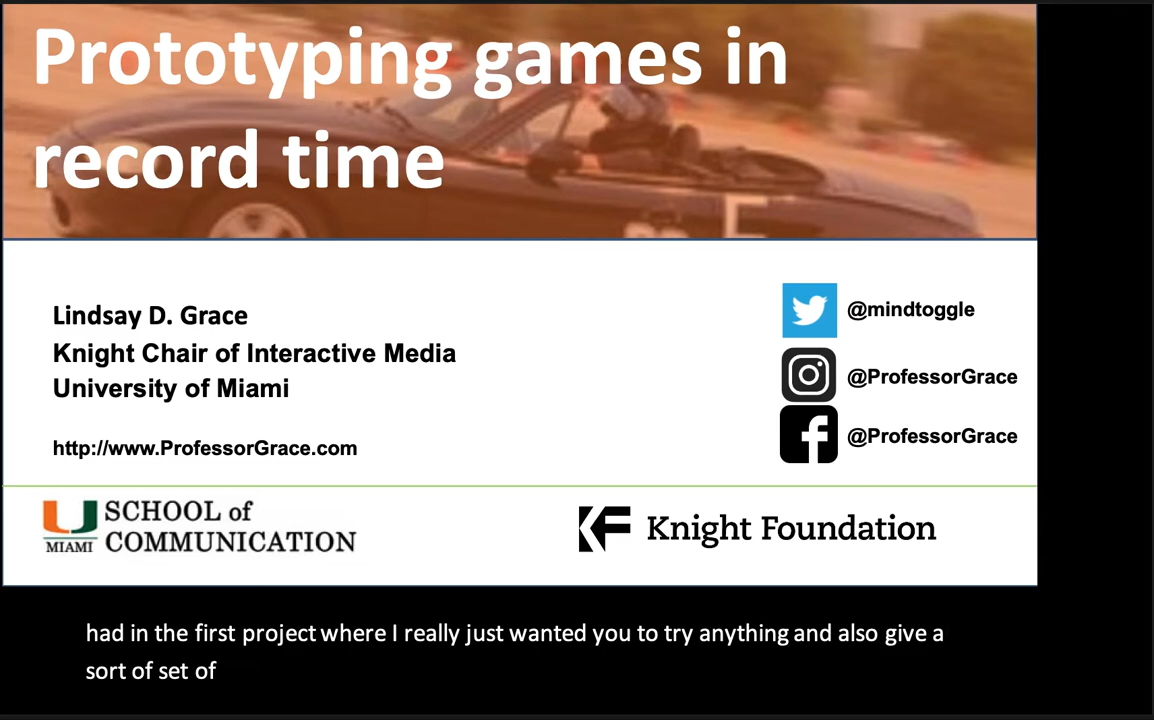 Prototyping games in
record time
Lindsay D. Grace
Knight Chair of Interactive Media
University of Miami
http://www.ProfessorGrace.com
@mindtoggle
@ProfessorGrace
@ProfessorGrace
SCHOOL of
COMMUNICATION
MIAMI
Knight Foundation
had in the first project where I really just wanted you to try anything and also give a
sort of set of